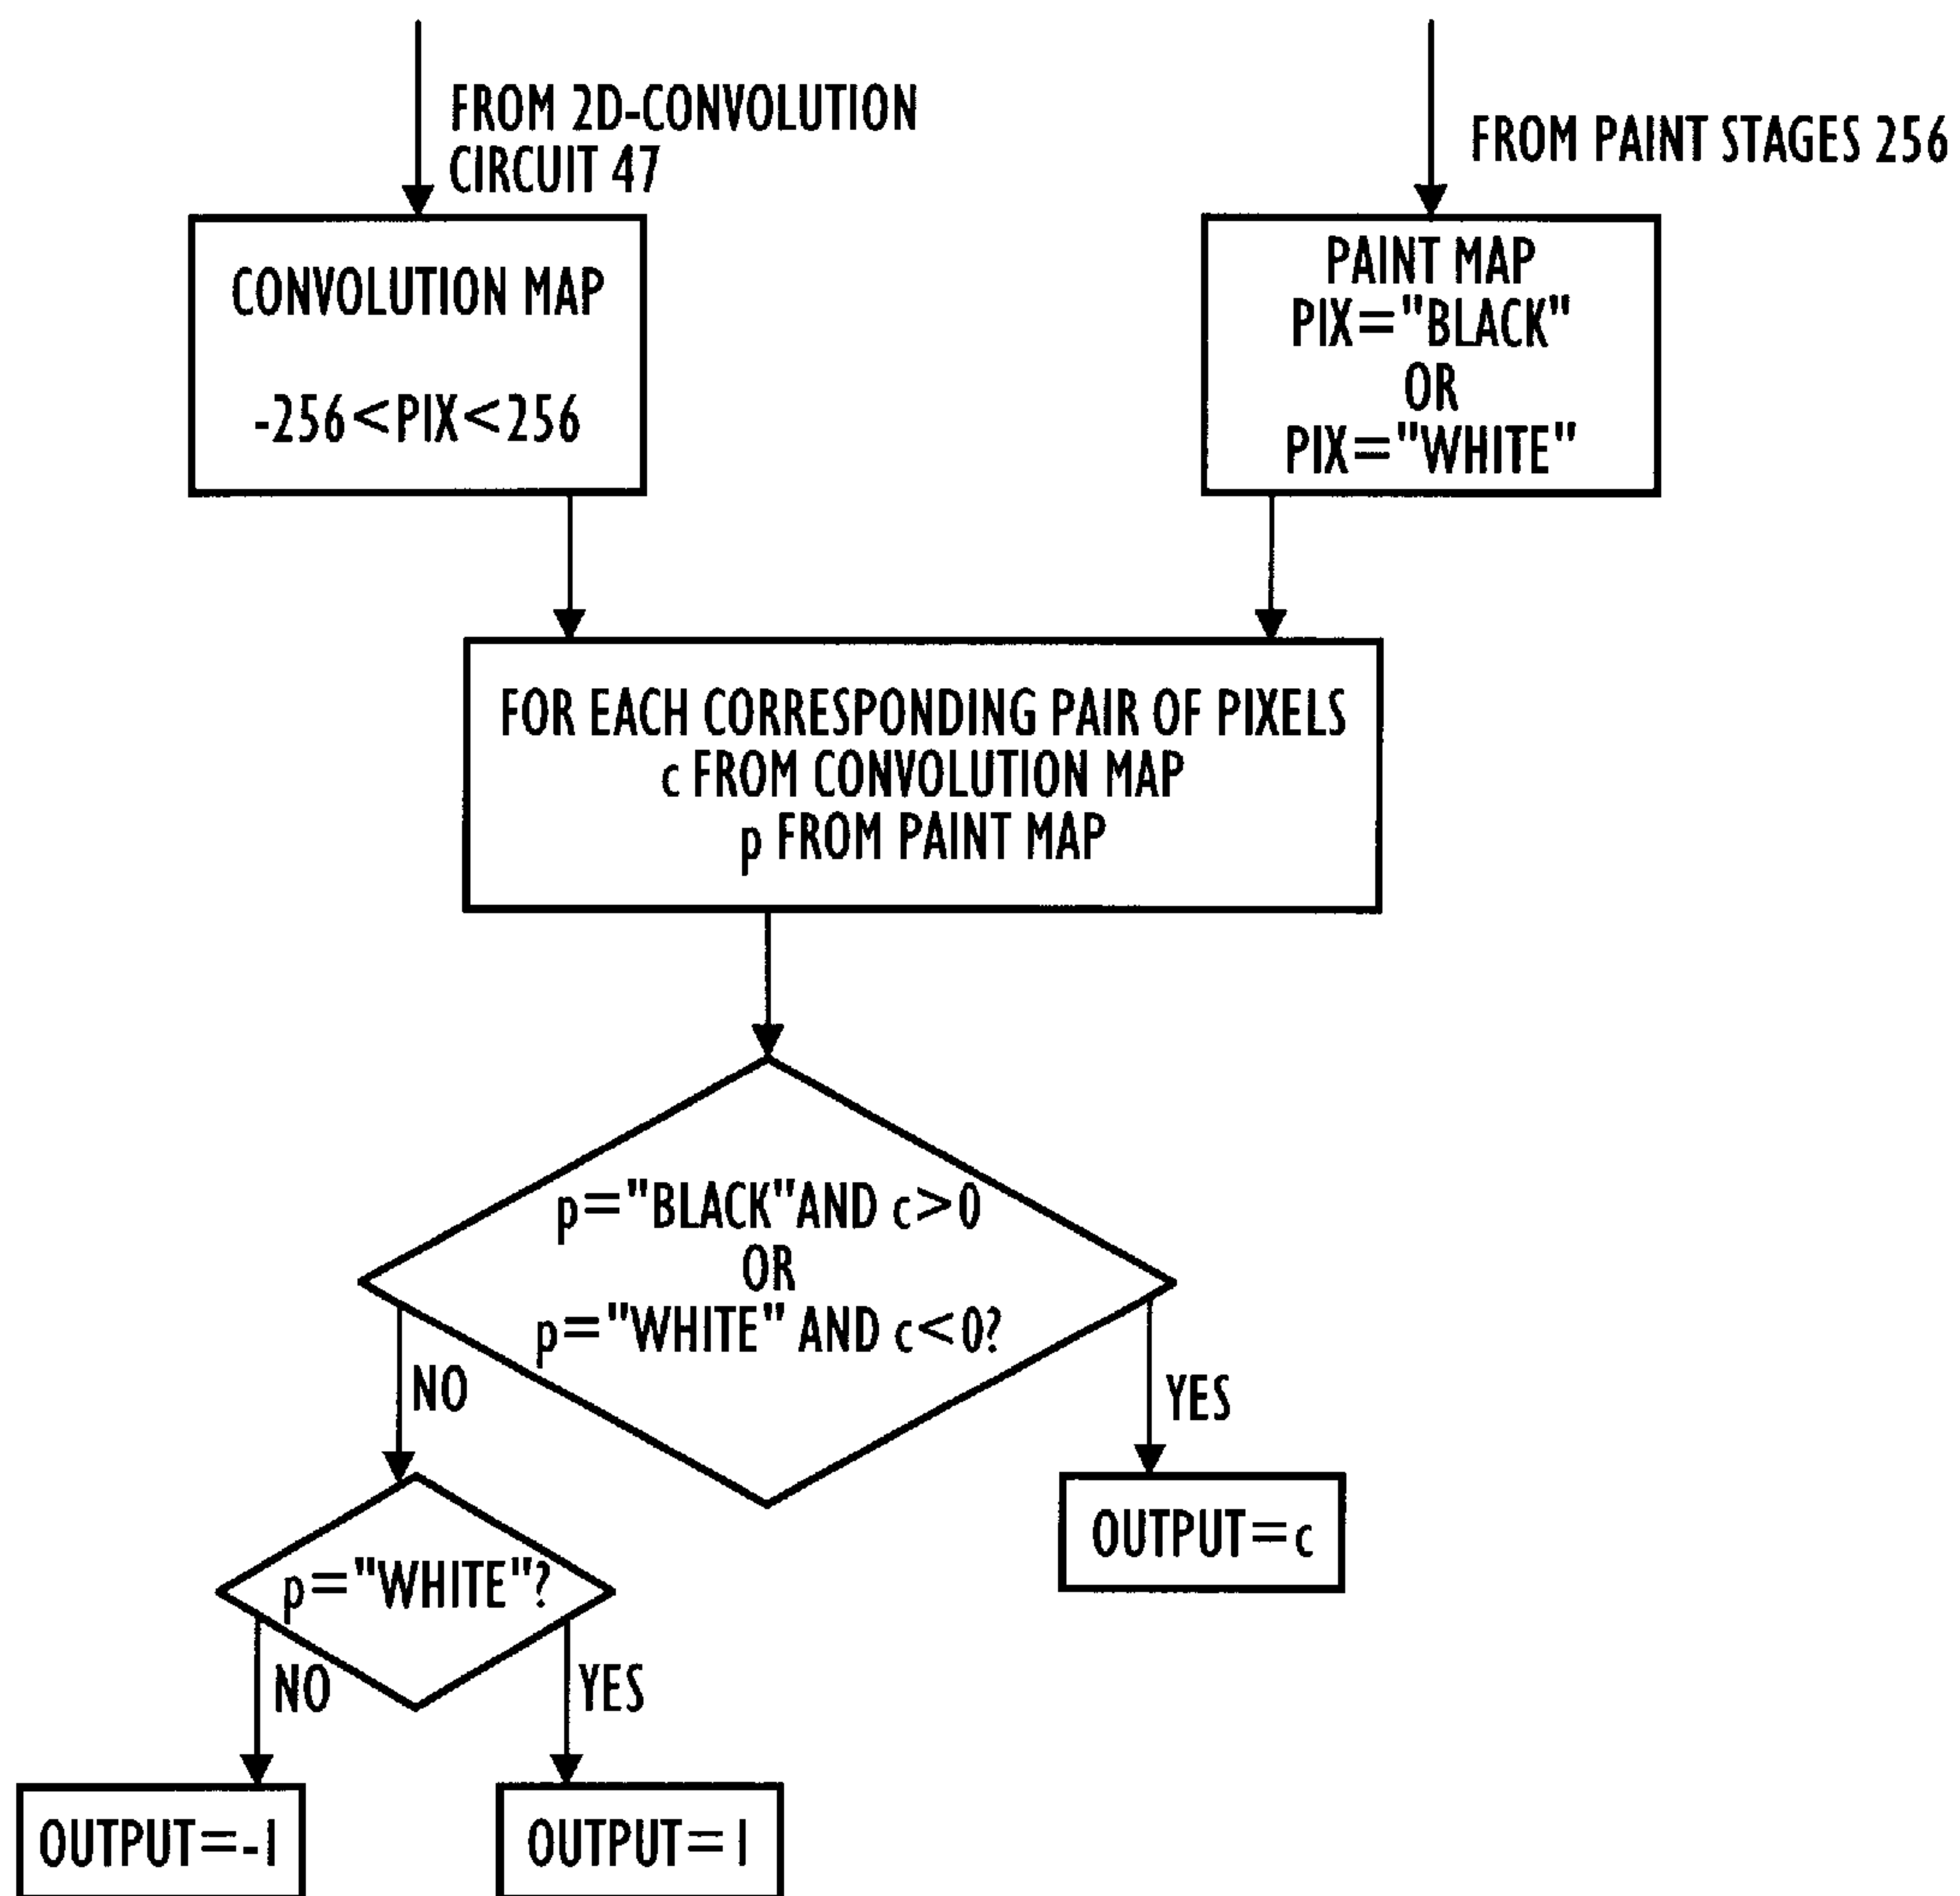 FROM 2D-CONVOLUTION
CIRCUIT 47
FROM PAINT STAGES 256
CONVOLUTION MAP
-256<PIX<256
PAINT MAP
PIX="BLACK"
OR
PIX="WHITE"
FOR EACH CORRESPONDING PAIR OF PIXELS
c FROM CONVOLUTION MAP
p FROM PAINT MAP
p="BLACK"AND c>0
OR
p="WHITE" AND c<0?
NO
YES
OUTPUT=c
p="WHITE"?
NO
YES
OUTPUT=-1
OUTPUT=1